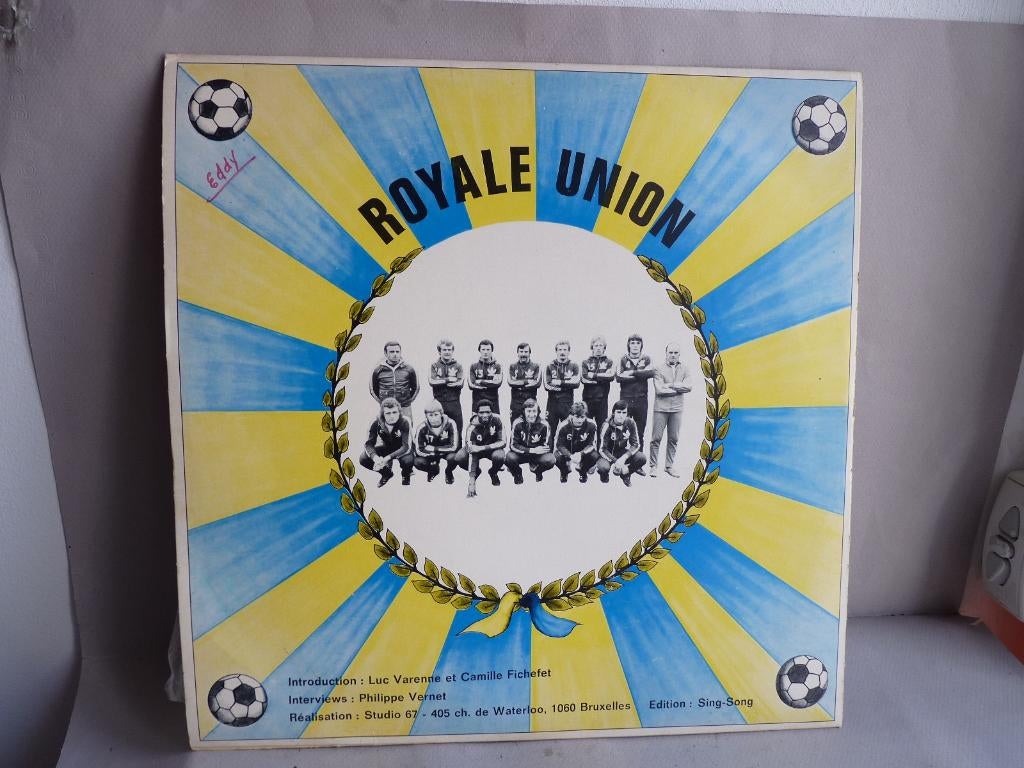 Eddy
ROYALE UNION
Introduction : Luc Varenne et Camille Fichefet
Interviews : Philippe Vernet
Réalisation : Studio 67 - 405 ch. de Waterloo, 1060 Bruxelles Edition : Sing-Song